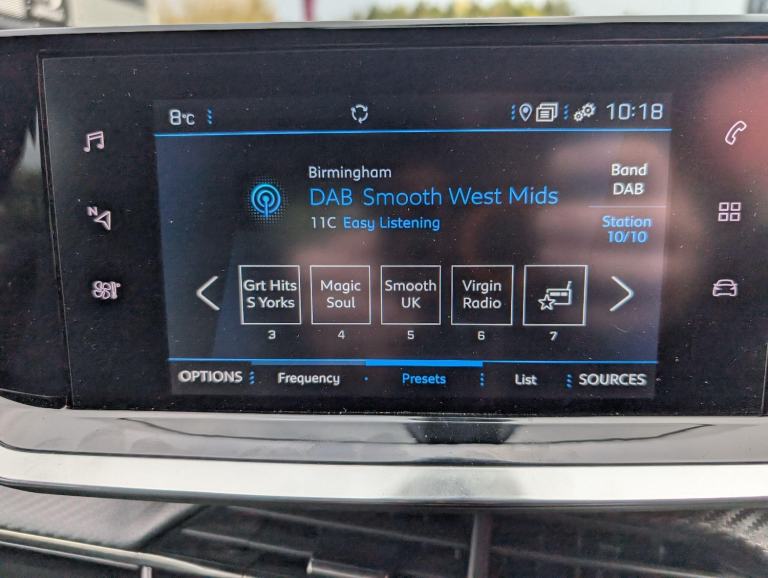 8°C
10:18
Birmingham
DAB Smooth West Mids
11C Easy Listening
Band
DAB
Station
10/10
Grt Hits
S Yorks
Magic
Soul
Smooth
UK
Virgin
Radio
3
4
5
6
7
OPTIONS
Frequency
Presets
List
SOURCES
N